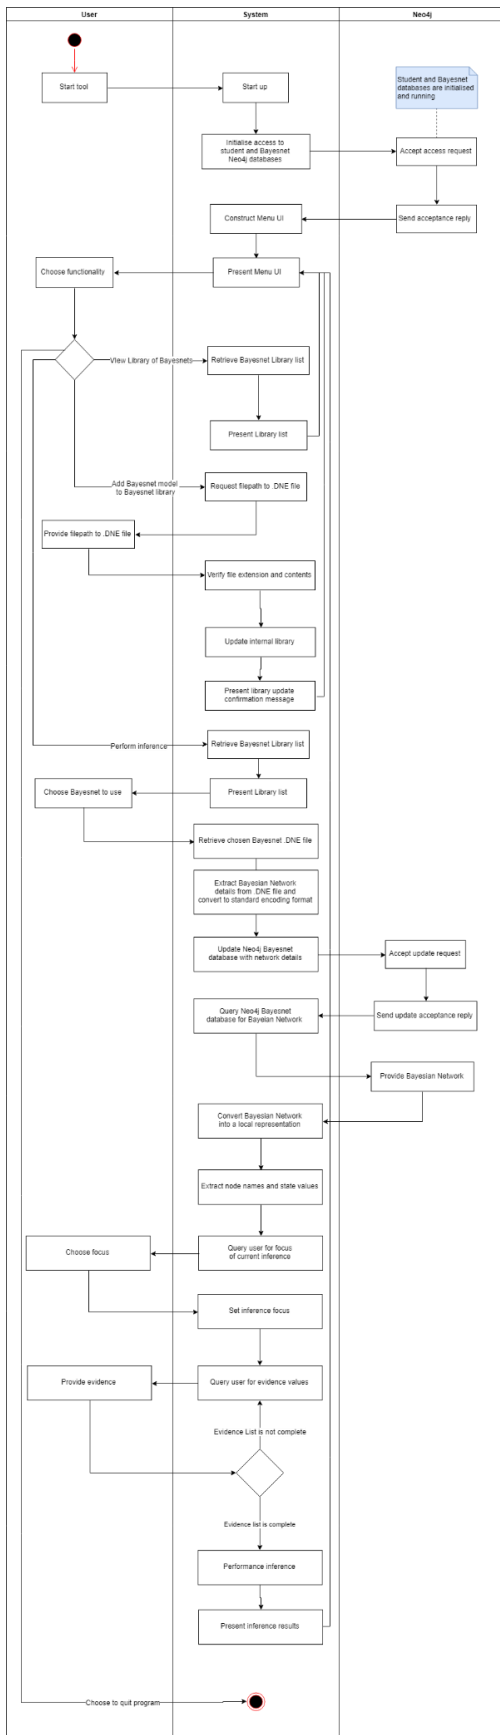 User
System
Neo4j
Start tool
Start up
Student and Bayesnet
databases are initialised
and running
Initialise access to
student and Bayesnet
Neo4j databases
Accept access request
Construct Menu UI
Send acceptance reply
Choose functionality
Present Menu UI
View Library of Bayesnets
Retrieve Bayesnet Library list
Present Library list
Add Bayesnet model
to Bayesnet library
Request filepath to .DNE file
Provide filepath to .DNE file
Verify file extension and contents
Update internal library
Present library update
confirmation message
Perform inference
Retrieve Bayesnet Library list
Choose Bayesnet to use
Present Library list
Retrieve chosen Bayesnet .DNE file
Extract Bayesian Network
details from .DNE file and
convert to standard encoding format
Update Neo4j Bayesnet
database with network details
Accept update request
Query Neo4j Bayesnet
database for Bayeian Network
Send update acceptance reply
Provide Bayesian Network
Convert Bayesian Network
into a local representation
Extract node names and state values
Choose focus
Query user for focus
of current inference
Set inference focus
Provide evidence
Query user for evidence values
Evidence List is not complete
Evidence list is complete
Performance inference
Present inference results
Choose to quit program